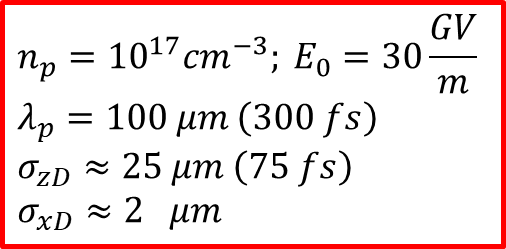 n_p = 10^17 cm^−3; E_0 = 30 GV/m
λ_p = 100 μm (300 fs)
σ_zD ≈ 25 μm (75 fs)
σ_xD ≈ 2 μm